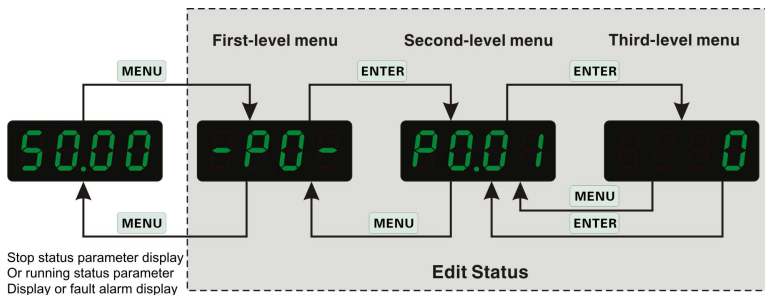 First-level menu
Second-level menu
Third-level menu
MENU
ENTER
ENTER
50.00
-P0-
P0.01
0
MENU
MENU
MENU
ENTER
Stop status parameter display
Or running status parameter
Display or fault alarm display
Edit Status